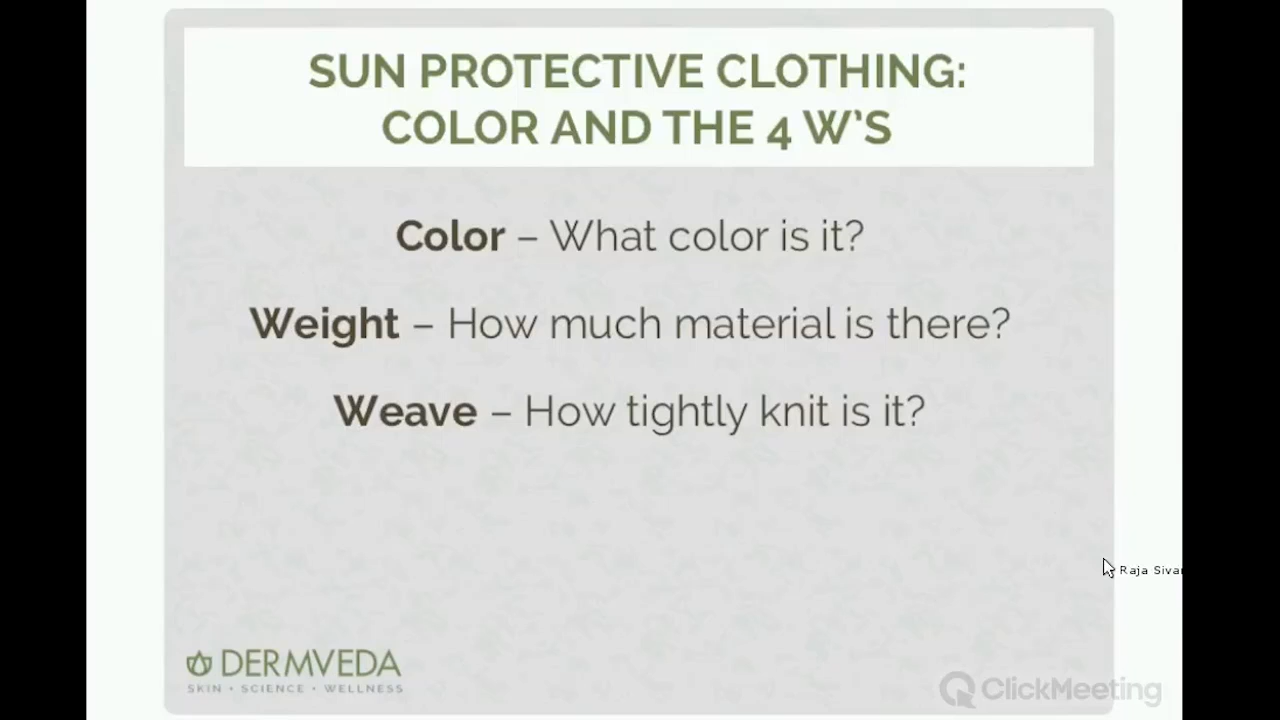 SUN PROTECTIVE CLOTHING:
COLOR AND THE 4 W'S
Color – What color is it?
Weight – How much material is there?
Weave – How tightly knit is it?
Raja
DERMVEDA
SKIN • SCIENCE • WELLNESS
ClickMeeting